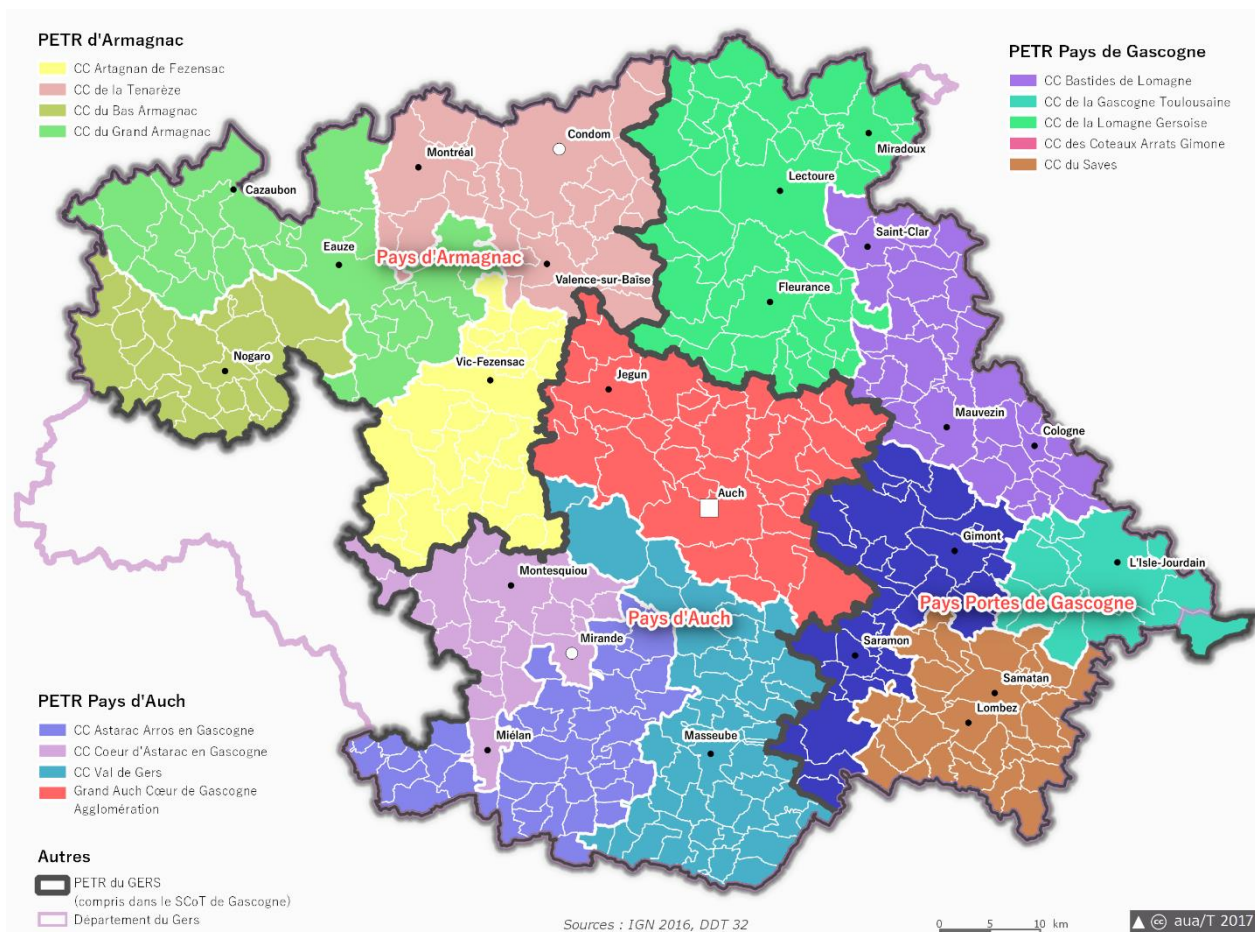 PETR d'Armagnac
CC Artagnan de Fezensac
CC de la Tenarèze
CC du Bas Armagnac
CC du Grand Armagnac
PETR Pays de Gascogne
CC Bastides de Lomagne
CC de la Gascogne Toulousaine
CC de la Lomagne Gersoise
CC des Coteaux Arrats Gimone
CC du Saves
Condom
Montréal
Miradoux
Lectoure
Cazaubon
Saint-Clar
Eauze
Pays d'Armagnac
Valence-sur-Baïse
Fleurance
Nogaro
Vic-Fezensac
Jegun
Mauvezin
Cologne
Auch
Gimont
L'Isle-Jourdain
Montesquiou
Pays d'Auch
Pays Portes de Gascogne
Mirande
Saramon
Samatan
Lombez
Miélan
Masseube
PETR Pays d'Auch
CC Astarac Arros en Gascogne
CC Coeur d'Astarac en Gascogne
CC Val de Gers
Grand Auch Cœur de Gascogne
Agglomération
Autres
PETR du GERS
(compris dans le SCoT de Gascogne)
Département du Gers
Sources : IGN 2016, DDT 32
0 5 10 km
cc aua/T 2017